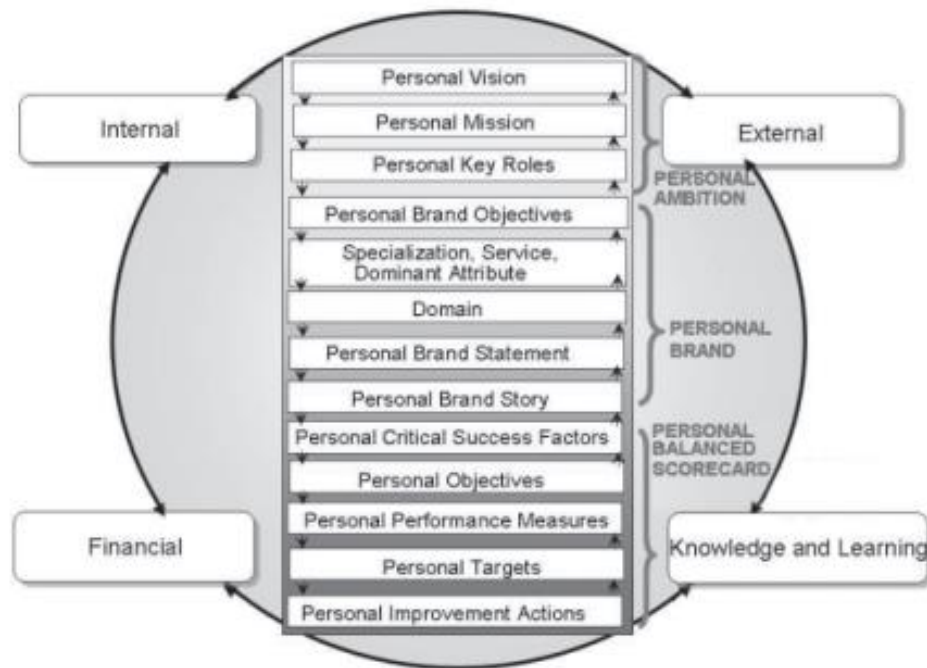 Personal Vision
Internal
Personal Mission
External
Personal Key Roles
PERSONAL
AMBITION
Personal Brand Objectives
Specialization, Service,
Dominant Attribute
Domain
PERSONAL
BRAND
Personal Brand Statement
Personal Brand Story
Personal Critical Success Factors
PERSONAL
BALANCED
SCORECARD
Personal Objectives
Personal Performance Measures
Financial
Knowledge and Learning
Personal Targets
Personal Improvement Actions